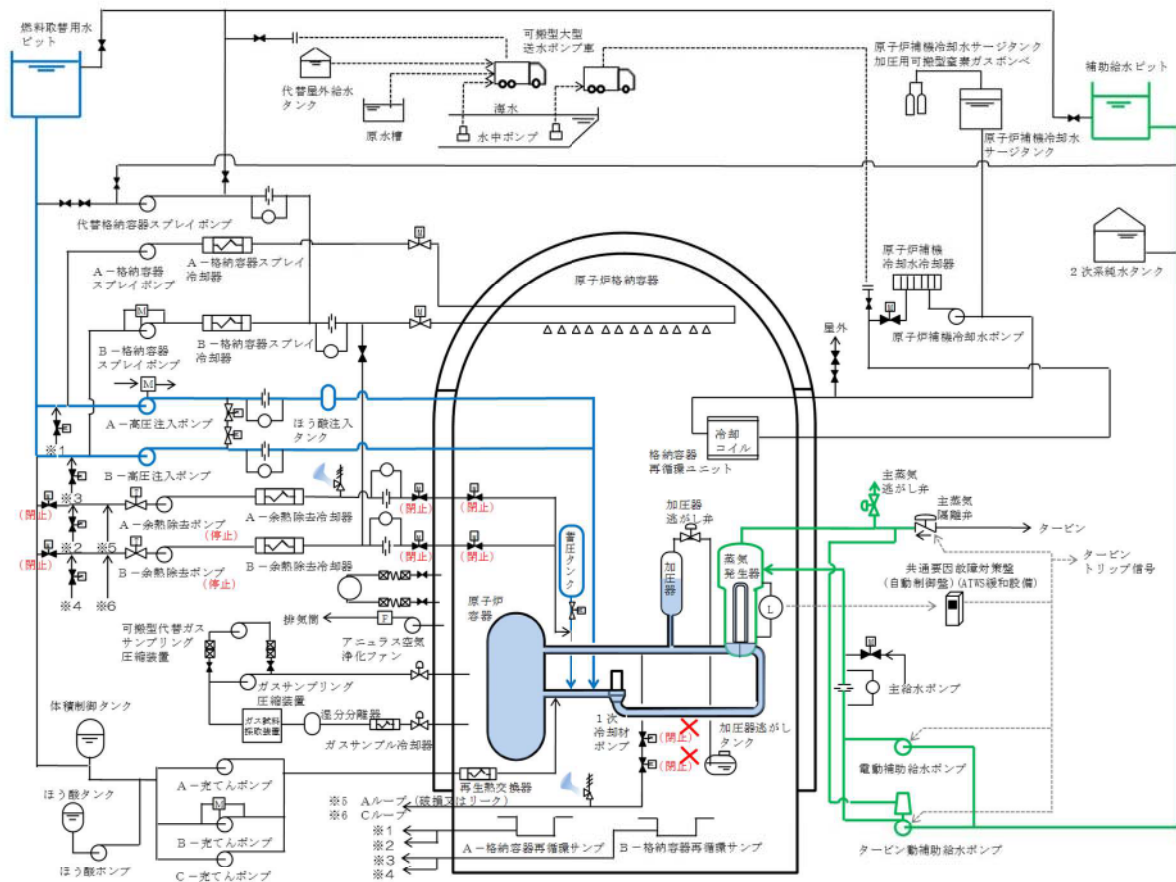 燃料取替用水
ピット
可搬型大型
送水ポンプ車
代替屋外給水
タンク
原水槽
海水
水中ポンプ
原子炉補機冷却水サージタンク
加圧用可搬型窒素ガスボンベ
原子炉補機冷却水
サージタンク
補助給水ピット
2次系純水タンク
代替格納容器スプレイポンプ
A-格納容器
スプレイポンプ
A-格納容器スプレイ
冷却器
M
原子炉格納容器
原子炉補機
冷却水冷却器
M
原子炉補機冷却水ポンプ
屋外
M
B-格納容器
スプレイポンプ
B-格納容器スプレイ
冷却器
M
M
A-高圧注入ポンプ
ほう酸注入
タンク
※1
B-高圧注入ポンプ
冷却
コイル
格納容器
再循環ユニット
※3
(閉止)
A-余熱除去ポンプ
(停止)
A-余熱除去冷却器
(閉止)
(閉止)
※2
※5
(閉止)
B-余熱除去ポンプ
(停止)
B-余熱除去冷却器
(閉止)
(閉止)
※4
※6
蓄圧タンク
加圧器
逃がし弁
加圧器
蒸気
発生器
L
主蒸気
逃がし弁
主蒸気
隔離弁
タービン
タービン
トリップ信号
共通要因故障対策盤
(自動制御盤)(ATWS緩和設備)
M
主給水ポンプ
原子炉
容器
排気筒
F
アニュラス空気
浄化ファン
可搬型代替ガス
サンプリング
圧縮装置
ガスサンプリング
圧縮装置
ガス試料
採取装置
湿分分離器
ガスサンプル冷却器
1次
冷却材
ポンプ
(閉止)
(閉止)
加圧器逃がし
タンク
電動補助給水ポンプ
タービン動補助給水ポンプ
体積制御タンク
ほう酸タンク
ほう酸ポンプ
A-充てんポンプ
M
B-充てんポンプ
C-充てんポンプ
再生熱交換器
※5 Aループ(破損又はリーク)
※6 Cループ
※1
※2
※3
※4
A-格納容器再循環サンプ
B-格納容器再循環サンプ